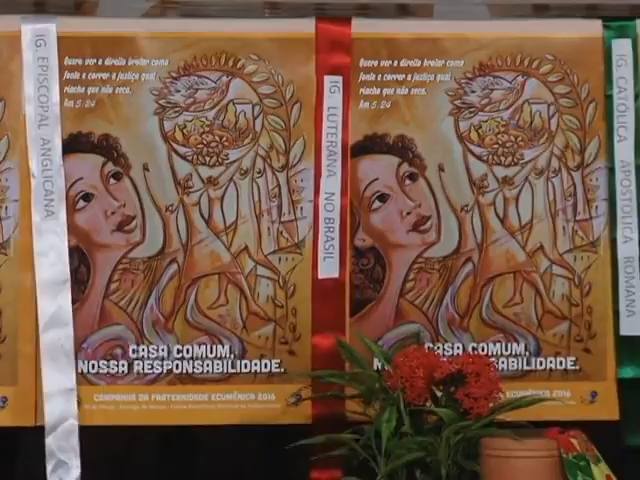 IG. EPISCOPAL ANGLICANA
Quero ver o direito brotar como
fonte e correr a justiça qual
riacho que não seca.
Am 5, 24
CASA COMUM,
NOSSA RESPONSABILIDADE.
CAMPANHA DA FRATERNIDADE ECUMÊNICA 2016
IG. LUTERANA NO BRASIL
Quero ver o direito brotar como
fonte e correr a justiça qual
riacho que não seca.
Am 5, 24
CASA COMUM,
ABILIDADE.
ECUMÊNICA 2016
IG. CATÓLICA APOSTÓLICA ROMANA